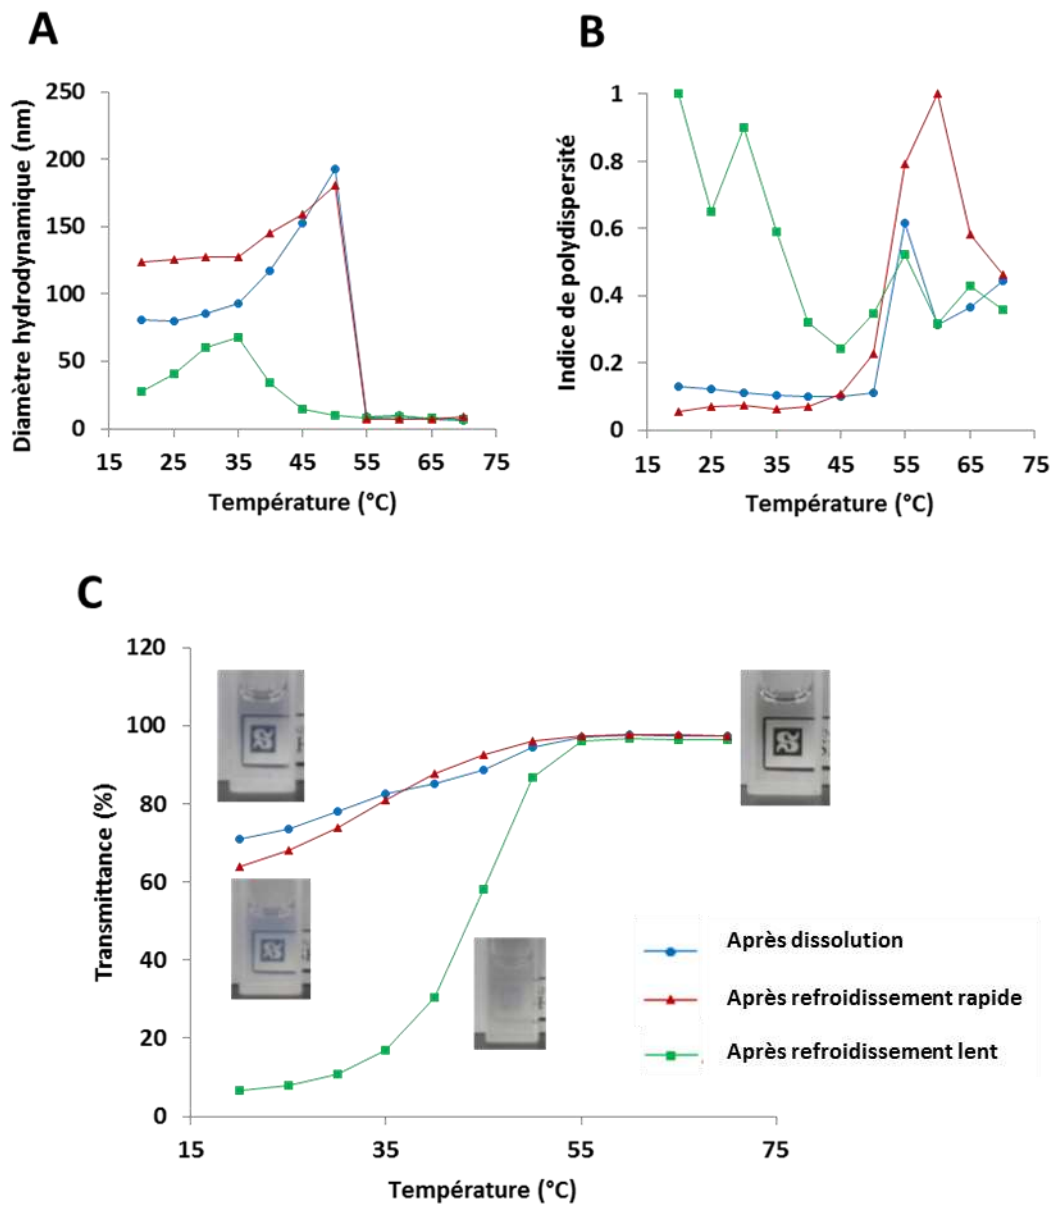 A
B
Diamètre hydrodynamique (nm)
250
200
150
100
50
0
15 25 35 45 55 65 75
Température (°C)
Indice de polydispersité
1
0.8
0.6
0.4
0.2
0
15 25 35 45 55 65 75
Température (°C)
C
Transmittance (%)
120
100
80
60
40
20
0
15 35 55 75
Température (°C)
Après dissolution
Après refroidissement rapide
Après refroidissement lent